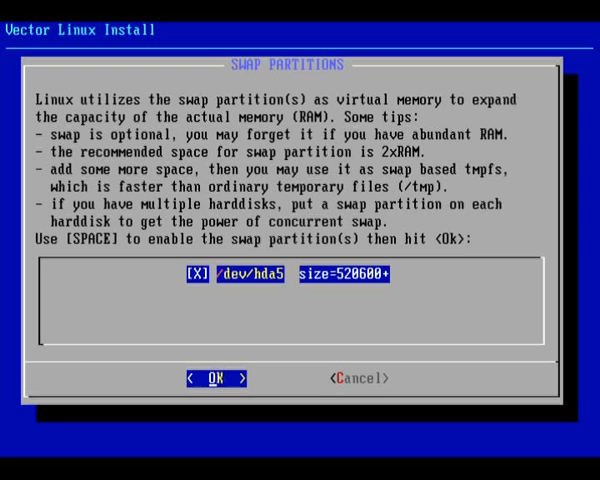 Vector Linux Install
SWAP PARTITIONS
Linux utilizes the swap partition(s) as virtual memory to expand
the capacity of the actual memory (RAM). Some tips:
- swap is optional, you may forget it if you have abundant RAM.
- the recommended space for swap partition is 2xRAM.
- add some more space, then you may use it as swap based tmpfs,
which is faster than ordinary temporary files (/tmp).
- if you have multiple harddisks, put a swap partition on each
harddisk to get the power of concurrent swap.
Use [SPACE] to enable the swap partition(s) then hit <Ok>:
[X] /dev/hda5 size=520600+
< OK > <Cancel>